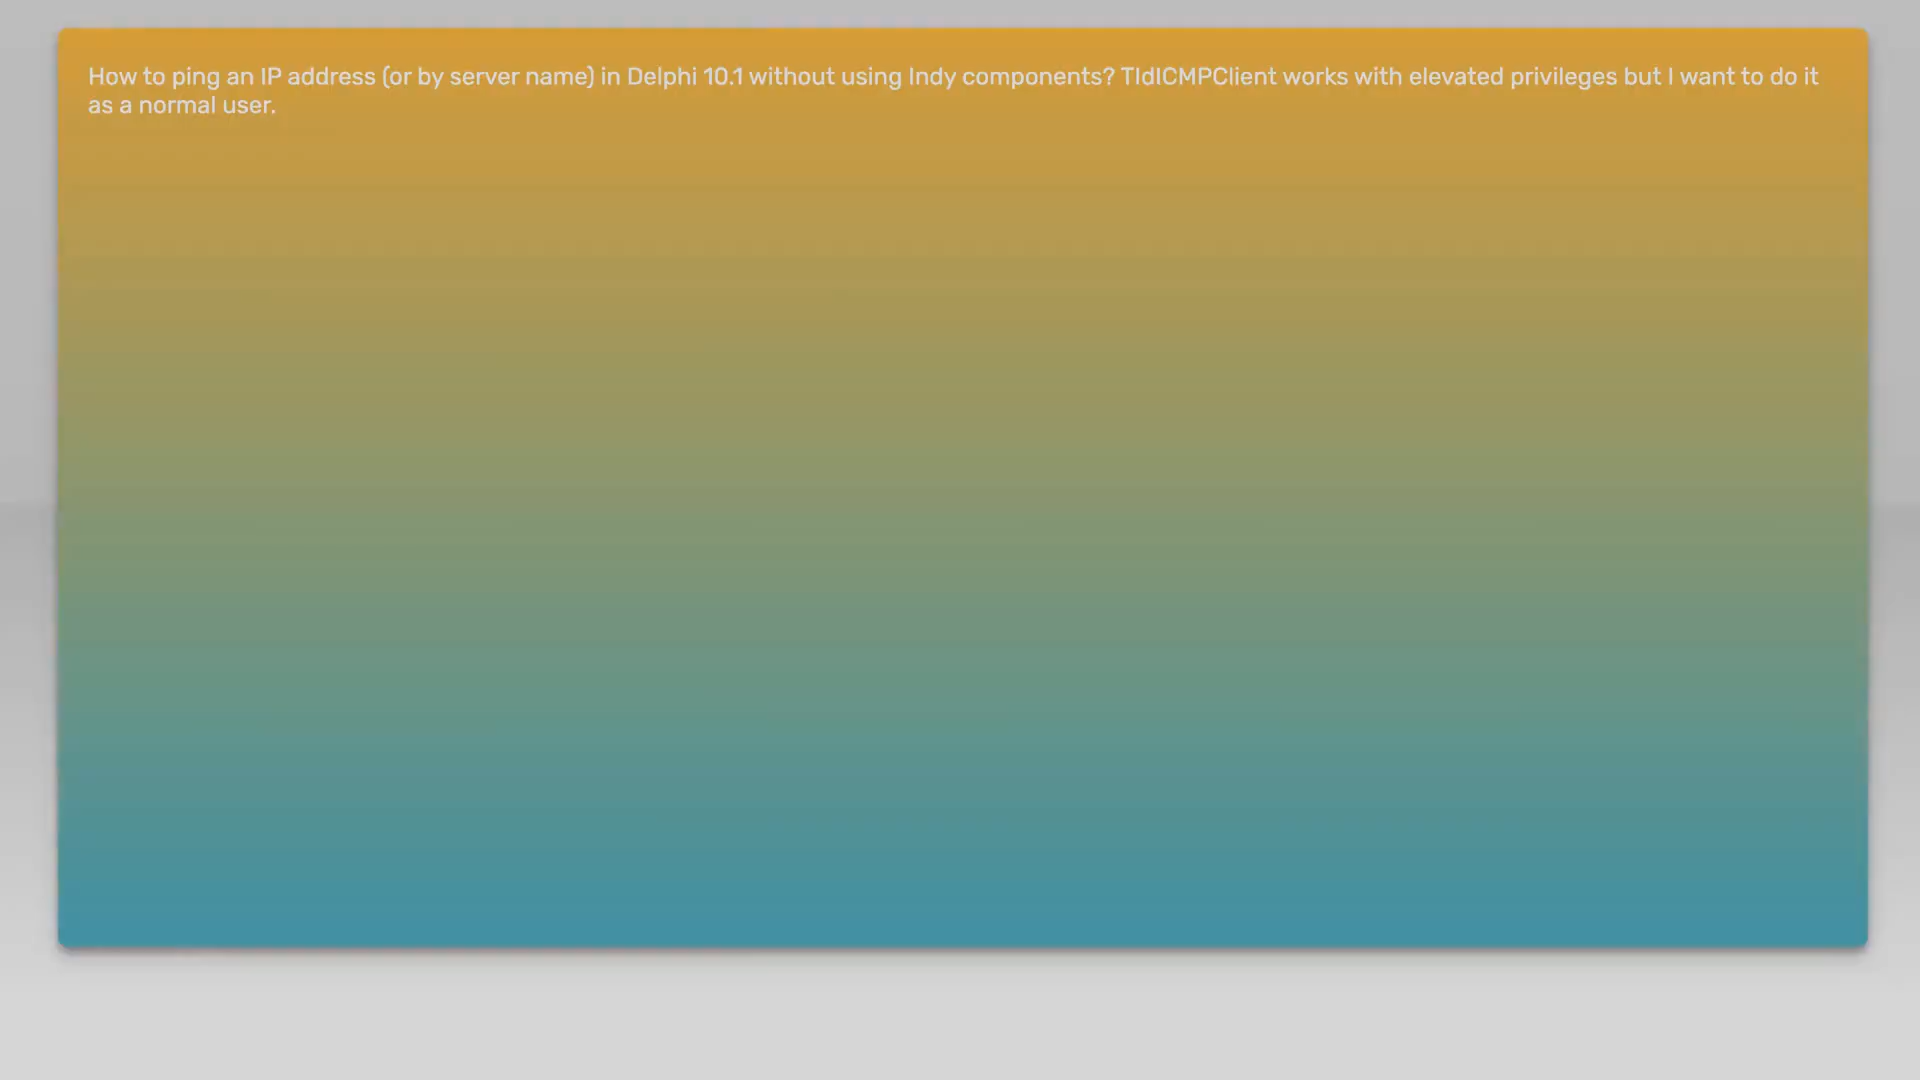 How to ping an IP address (or by server name) in Delphi 10.1 without using Indy components? TIdICMPClient works with elevated privileges but I want to do it
as a normal user.